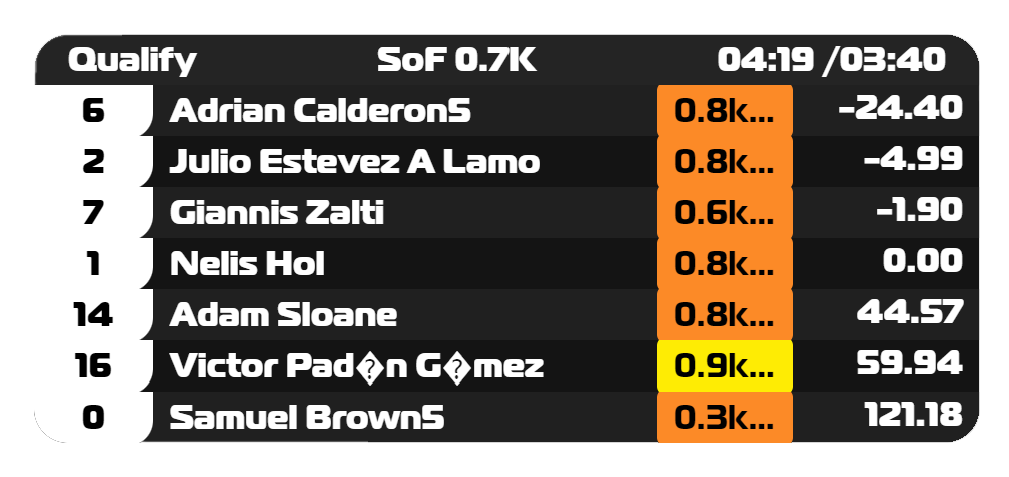 Qualify SoF 0.7K 04:19 /03:40
6 Adrian Calderon5 0.8k... -24.40
2 Julio Estevez A Lamo 0.8k... -4.99
7 Giannis Zalti 0.6k... -1.90
1 Nelis Hol 0.8k... 0.00
14 Adam Sloane 0.8k... 44.57
16 Victor Pad�n G�mez 0.9k... 59.94
0 Samuel Brown5 0.3k... 121.18